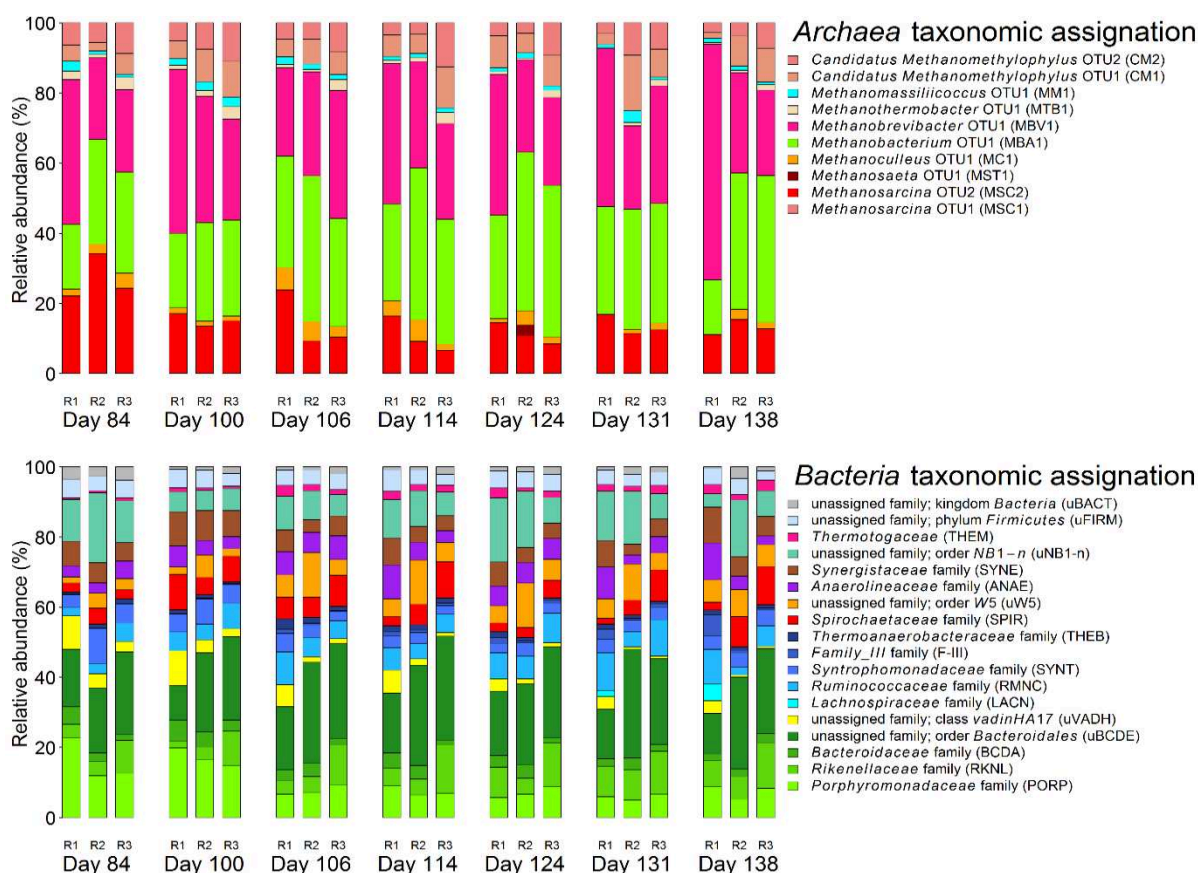 Archaea taxonomic assignation
Relative abundance (%)
100
80
60
40
20
0
Candidatus Methanomethylophylus OTU2 (CM2)
Candidatus Methanomethylophylus OTU1 (CM1)
Methanomassiliicoccus OTU1 (MM1)
Methanothermobacter OTU1 (MTB1)
Methanobrevibacter OTU1 (MBV1)
Methanobacterium OTU1 (MBA1)
Methanoculleus OTU1 (MC1)
Methanosaeta OTU1 (MST1)
Methanosarcina OTU2 (MSC2)
Methanosarcina OTU1 (MSC1)
R1 R2 R3 R1 R2 R3 R1 R2 R3 R1 R2 R3 R1 R2 R3 R1 R2 R3 R1 R2 R3
Day 84 Day 100 Day 106 Day 114 Day 124 Day 131 Day 138
Bacteria taxonomic assignation
Relative abundance (%)
100
80
60
40
20
0
unassigned family; kingdom Bacteria (uBACT)
unassigned family; phylum Firmicutes (uFIRM)
Thermotogaceae (THEM)
unassigned family; order NB1-n (uNB1-n)
Synergistaceae family (SYNE)
Anaerolineaceae family (ANAE)
unassigned family; order W5 (uW5)
Spirochaetaceae family (SPIR)
Thermoanaerobacteraceae family (THEB)
Family_III family (F-III)
Syntrophomonadaceae family (SYNT)
Ruminococcaceae family (RMNC)
Lachnospiraceae family (LACN)
unassigned family; class vadinHA17 (uVADH)
unassigned family; order Bacteroidales (uBCDE)
Bacteroidaceae family (BCDA)
Rikenellaceae family (RKNL)
Porphyromonadaceae family (PORP)
R1 R2 R3 R1 R2 R3 R1 R2 R3 R1 R2 R3 R1 R2 R3 R1 R2 R3 R1 R2 R3
Day 84 Day 100 Day 106 Day 114 Day 124 Day 131 Day 138